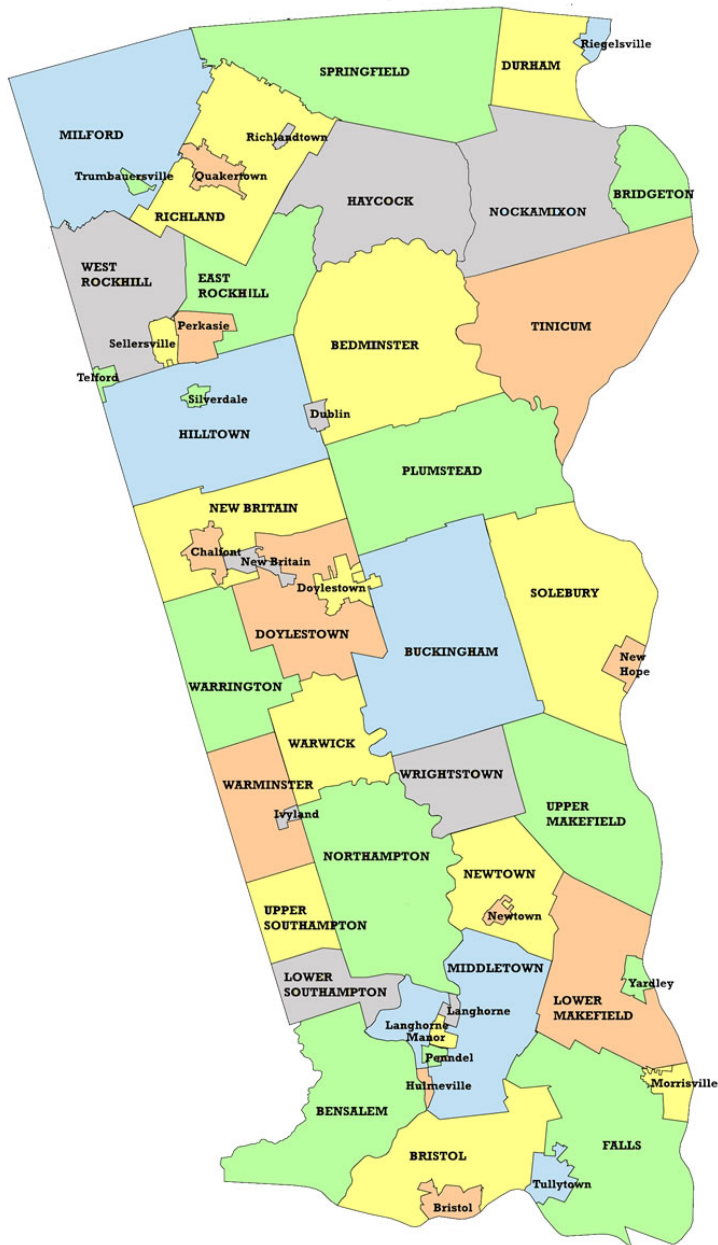 Riegelsville
DURHAM
SPRINGFIELD
MILFORD
Richlandtown
Trumbauersville
Quakertown
BRIDGETON
HAYCOCK
NOCKAMIXON
RICHLAND
WEST
ROCKHILL
EAST
ROCKHILL
Perkasie
TINICUM
Sellersville
BEDMINSTER
Telford
Silverdale
Dublin
HILLTOWN
PLUMSTEAD
NEW BRITAIN
Chalfont
New Britain
Doylestown
SOLEBURY
DOYLESTOWN
BUCKINGHAM
New
Hope
WARRINGTON
WARWICK
WRIGHTSTOWN
WARMINSTER
Ivyland
UPPER
MAKEFIELD
NORTHAMPTON
NEWTOWN
UPPER
SOUTHAMPTON
Newtown
MIDDLETOWN
LOWER
SOUTHAMPTON
Yardley
LOWER
MAKEFIELD
Langhorne
Langhorne
Manor
Penndel
Hulmeville
Morrisville
BENSALEM
FALLS
BRISTOL
Tullytown
Bristol